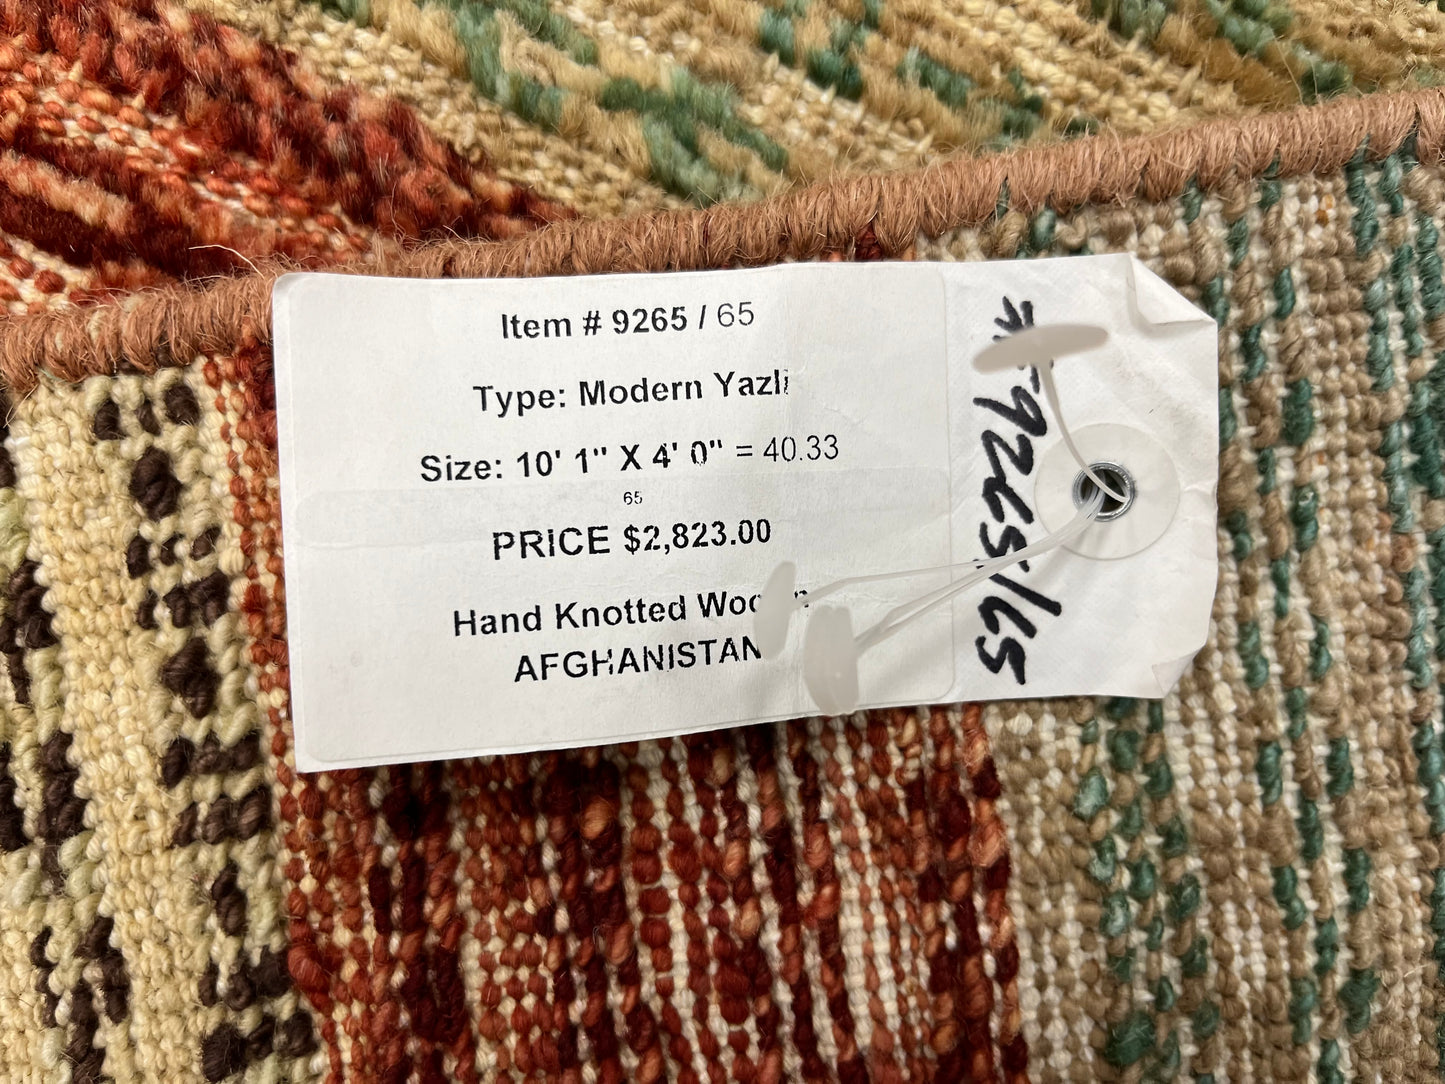 Item # 9265 / 65
Type: Modern Yazli
Size: 10' 1" X 4' 0" = 40.33
65
PRICE $2,823.00
Hand Knotted
AFGHANISTAN
9265/65